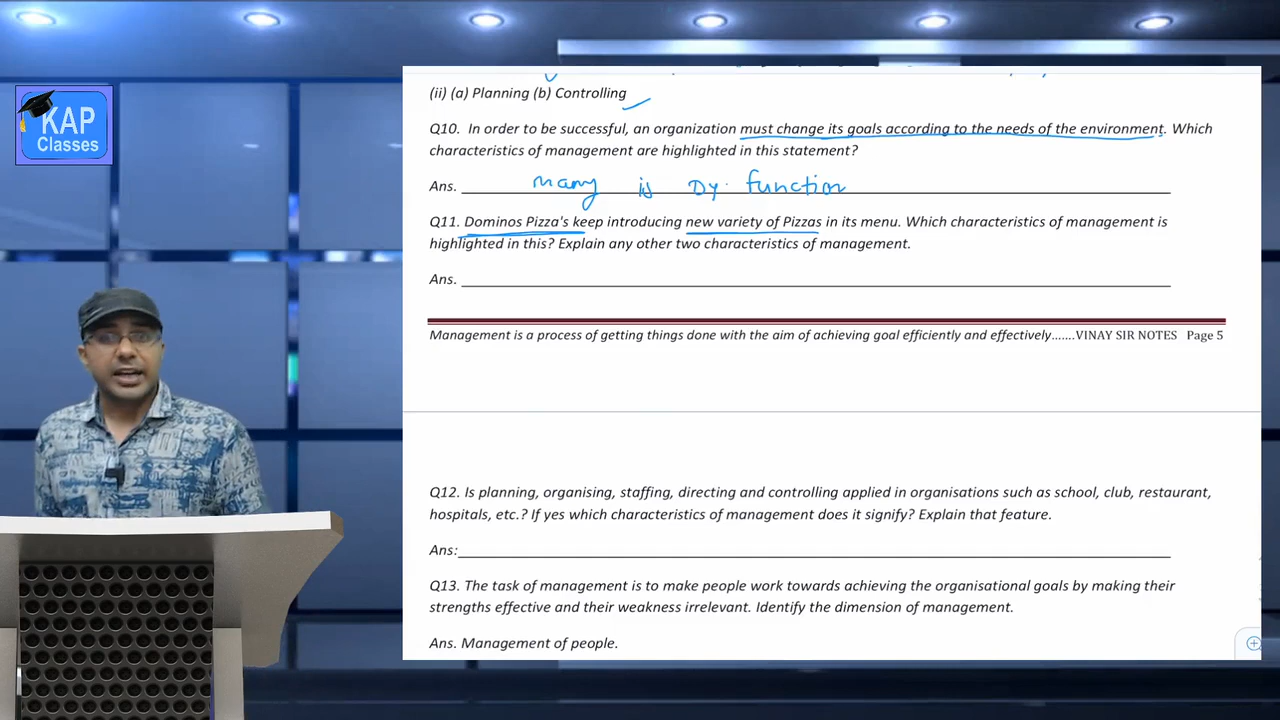 KAP
Classes
(ii) (a) Planning (b) Controlling
Q10. In order to be successful, an organization must change its goals according to the needs of the environment. Which
characteristics of management are highlighted in this statement?
Ans. many is Dy. function
Q11. Dominos Pizza's keep introducing new variety of Pizzas in its menu. Which characteristics of management is
highlighted in this? Explain any other two characteristics of management.
Ans.
Management is a process of getting things done with the aim of achieving goal efficiently and effectively.......VINAY SIR NOTES Page 5
Q12. Is planning, organising, staffing, directing and controlling applied in organisations such as school, club, restaurant,
hospitals, etc.? If yes which characteristics of management does it signify? Explain that feature.
Ans:
Q13. The task of management is to make people work towards achieving the organisational goals by making their
strengths effective and their weakness irrelevant. Identify the dimension of management.
Ans. Management of people.